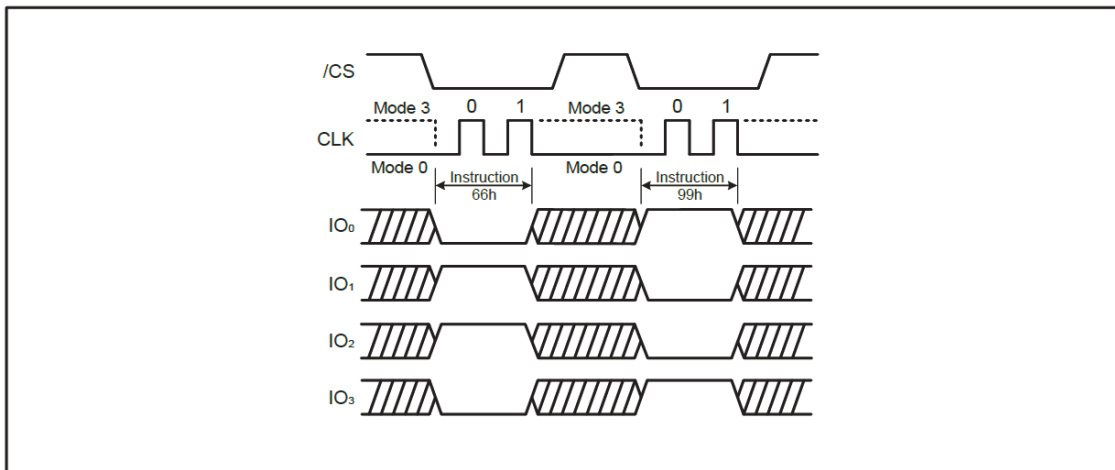 /CS
Mode 3 0 1 Mode 3 0 1
CLK
Mode 0 Mode 0
Instruction Instruction
66h 99h
IO₀
IO₁
IO₂
IO₃